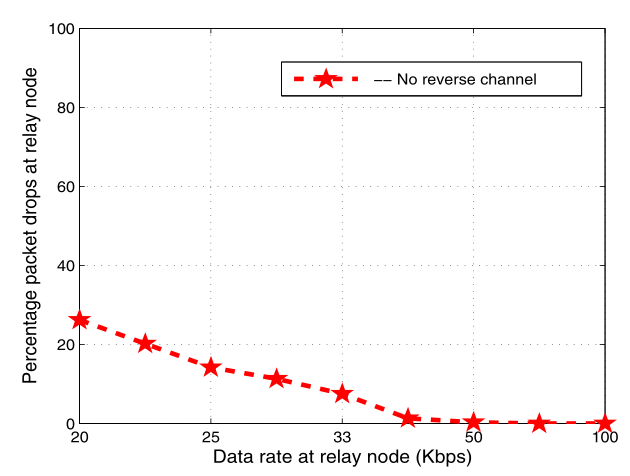 100
80
60
40
20
0
Percentage packet drops at relay node
−− No reverse channel
20 25 33 50 100
Data rate at relay node (Kbps)